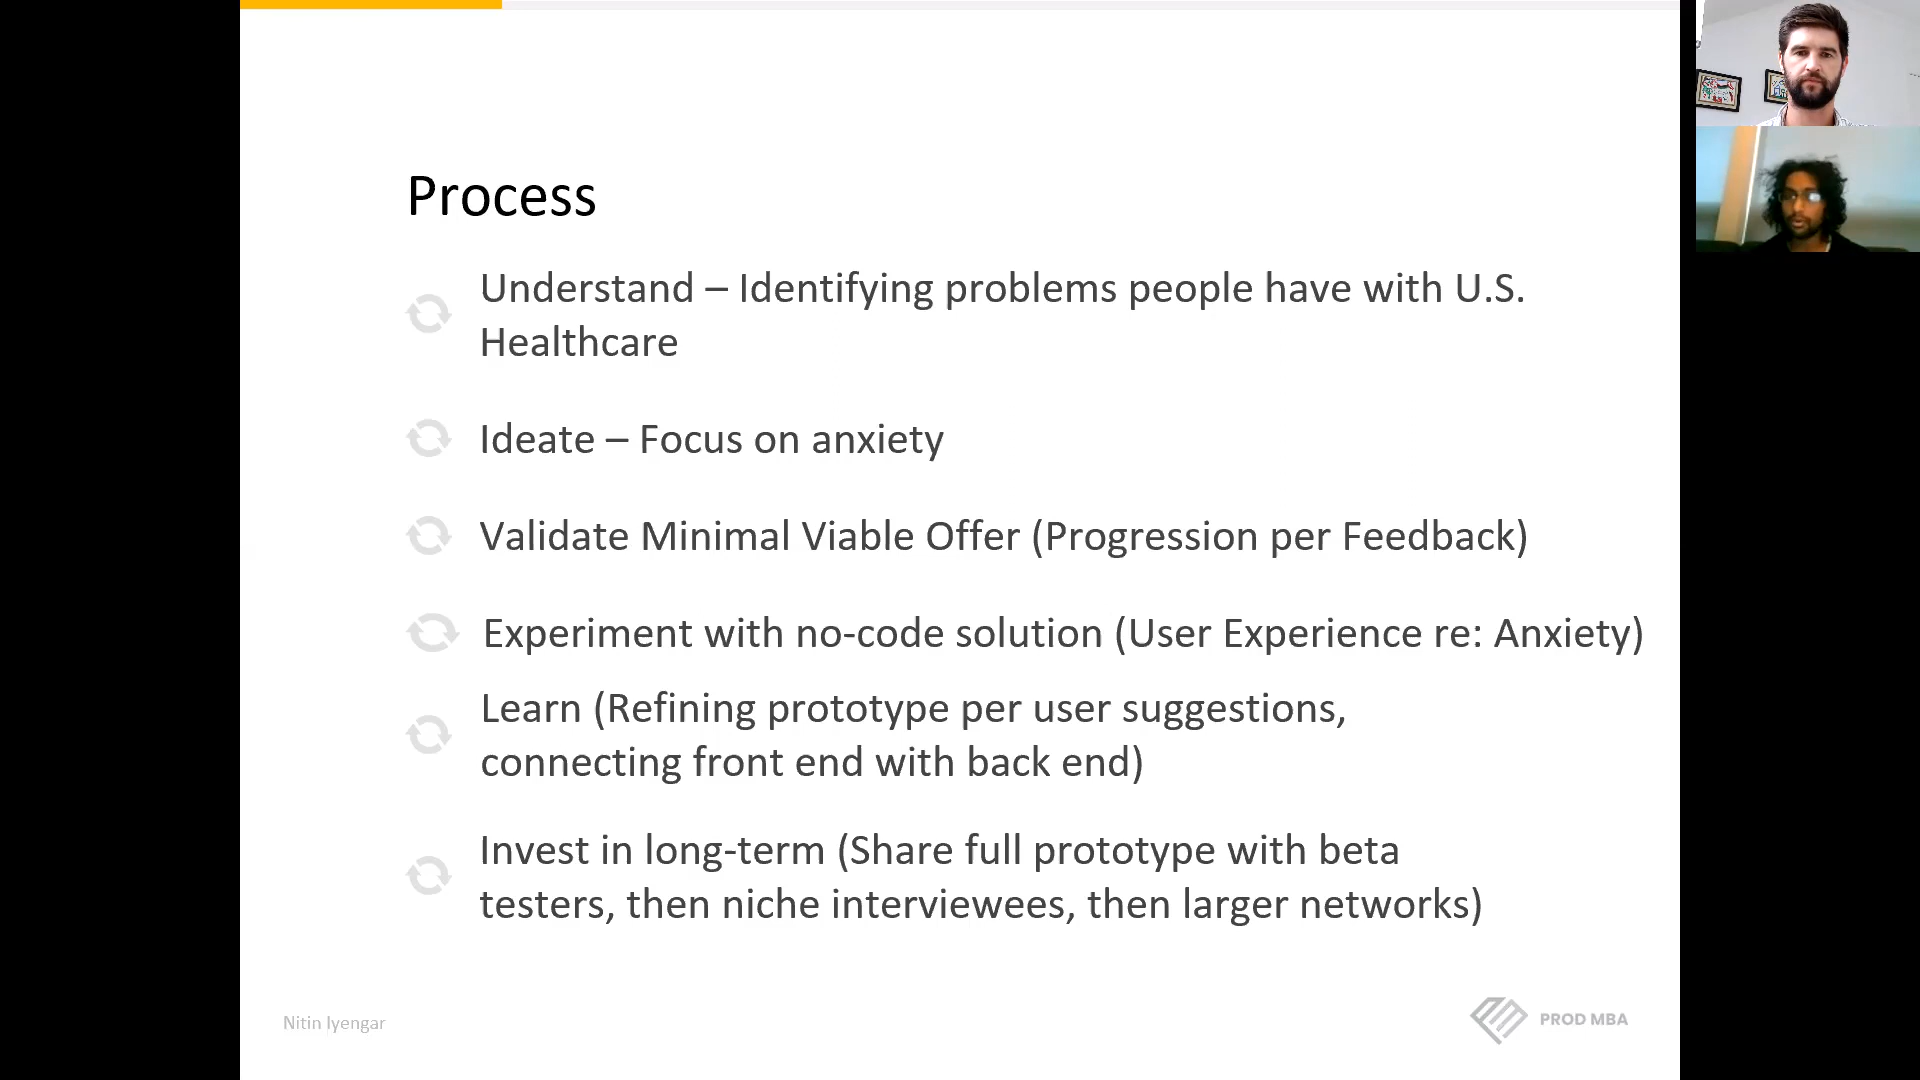 Process
Understand – Identifying problems people have with U.S.
Healthcare
Ideate – Focus on anxiety
Validate Minimal Viable Offer (Progression per Feedback)
Experiment with no-code solution (User Experience re: Anxiety)
Learn (Refining prototype per user suggestions,
connecting front end with back end)
Invest in long-term (Share full prototype with beta
testers, then niche interviewees, then larger networks)
Nitin Iyengar
PROD MBA